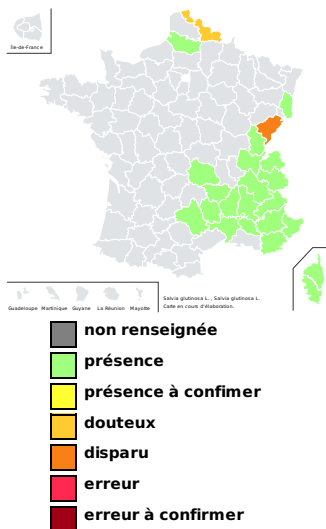 Île-de-France
Salvia glutinosa L. , Salvia glutinosa L.
Carte en cours d'élaboration.
Guadeloupe Martinique Guyane La Réunion Mayotte
non renseignée
présence
présence à confimer
douteux
disparu
erreur
erreur à confirmer